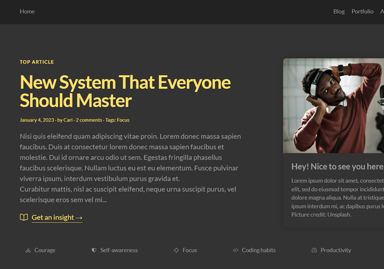 Home
Blog Portfolio
TOP ARTICLE
New System That Everyone
Should Master
January 4, 2023 · by Carl · 2 comments · Tags: Focus
Nisi quis eleifend quam adipiscing vitae proin. Lorem donec massa sapien
faucibus. Duis at consectetur lorem donec massa sapien faucibus et
molestie. Dui id ornare arcu odio ut sem. Egestas fringilla phasellus
faucibus scelerisque. Nullam luctus eu est eu elementum. Fusce pulvinar
viverra ipsum, interdum vestibulum purus gravida et.
Curabitur mattis, nisl ac suscipit eleifend, neque urna suscipit purus, vel
scelerisque eros sem vel mi...
Get an insight →
Hey! Nice to see you here
Lorem ipsum dolor sit amet, consectetur
elit, sed do eiusmod tempor incididunt
dolore magna aliqua. Nulla at tristique
ipsum interdum mi, ac dapibus purus
Picture credit: Unsplash.
Courage
Self-awareness
Focus
Coding habits
Productivity